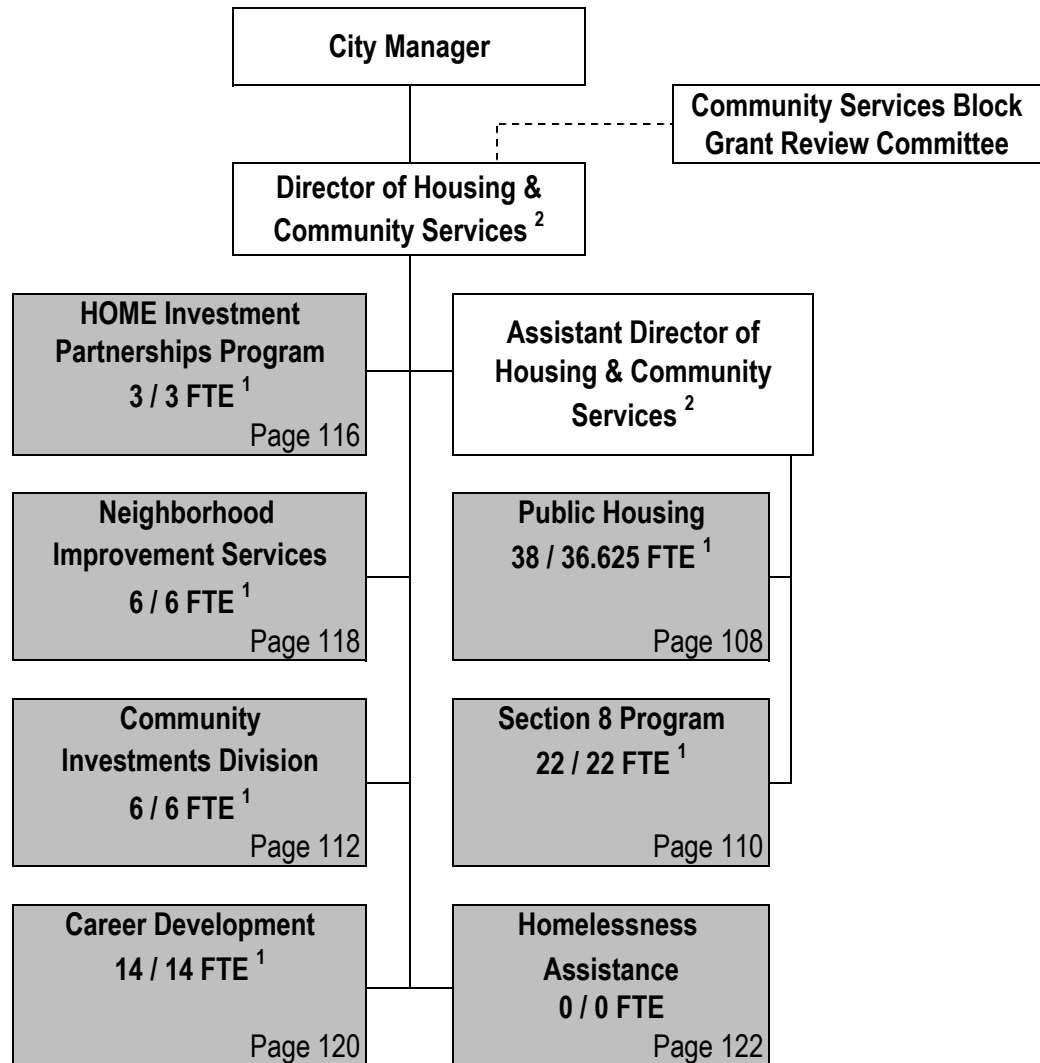 City Manager
Community Services Block
Grant Review Committee
Director of Housing &
Community Services 2
HOME Investment
Partnerships Program
3 / 3 FTE 1
Page 116
Assistant Director of
Housing & Community
Services 2
Neighborhood
Improvement Services
6 / 6 FTE 1
Page 118
Public Housing
38 / 36.625 FTE 1
Page 108
Community
Investments Division
6 / 6 FTE 1
Page 112
Section 8 Program
22 / 22 FTE 1
Page 110
Career Development
14 / 14 FTE 1
Page 120
Homelessness
Assistance
0 / 0 FTE
Page 122